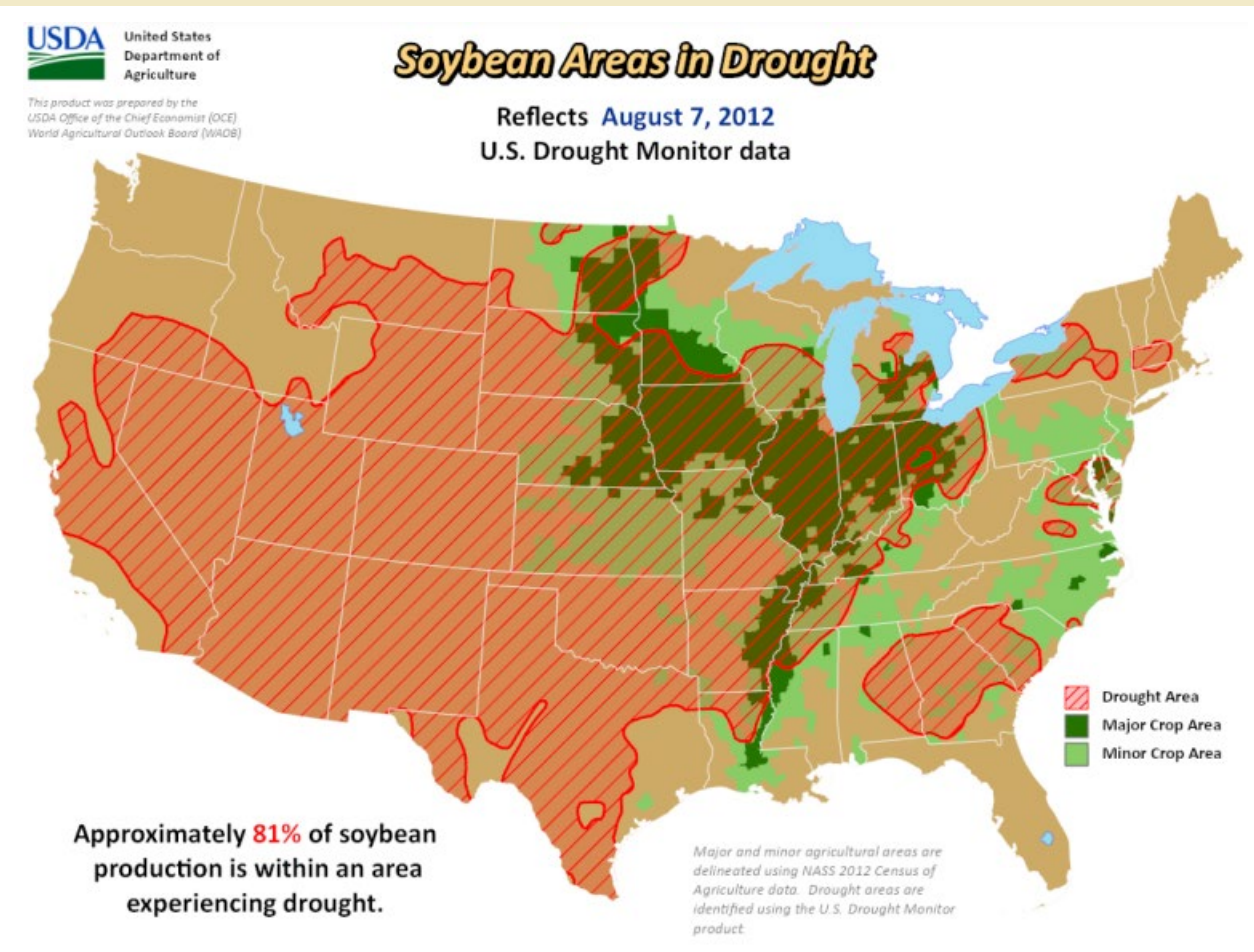 USDA
United States
Department of
Agriculture
This product was prepared by the
USDA Office of the Chief Economist (OCE)
World Agricultural Outlook Board (WAOB)
Soybean Areas in Drought
Reflects August 7, 2012
U.S. Drought Monitor data
Drought Area
Major Crop Area
Minor Crop Area
Approximately 81% of soybean
production is within an area
experiencing drought.
Major and minor agricultural areas are
delineated using NASS 2012 Census of
Agriculture data. Drought areas are
identified using the U.S. Drought Monitor
product.